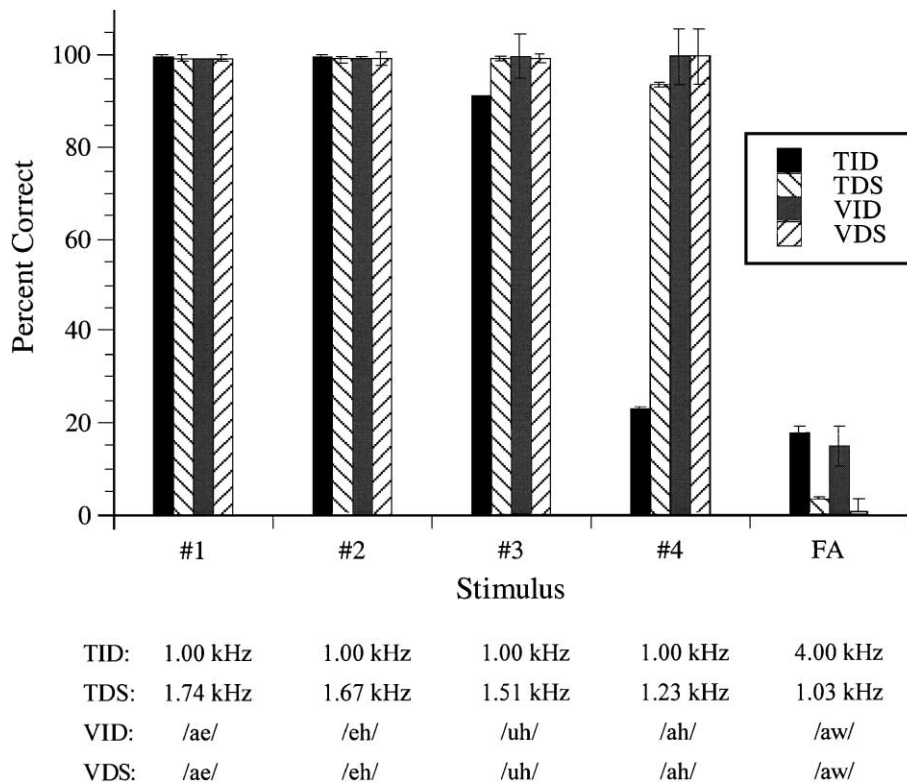 Percent Correct
100
80
60
40
20
0
TID
TDS
VID
VDS
#1 #2 #3 #4 FA
Stimulus
TID: 1.00 kHz 1.00 kHz 1.00 kHz 1.00 kHz 4.00 kHz
TDS: 1.74 kHz 1.67 kHz 1.51 kHz 1.23 kHz 1.03 kHz
VID: /ae/ /eh/ /uh/ /ah/ /aw/
VDS: /ae/ /eh/ /uh/ /ah/ /aw/